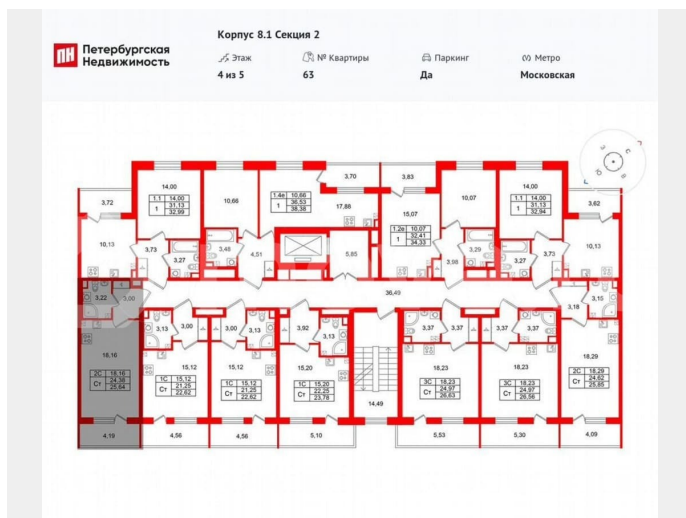 Корпус 8.1 Секция 2
ПН Петербургская Недвижимость
Этаж
4 из 5
№ Квартиры
63
Паркинг
Да
Метро
Московская
3,72
14,00
1.1 14,00
1 31,13
32,99
10,13
3,73
3,27
10,66
3,48
4,51
1.4е 10,66
1 36,53
38,38
3,70
17,88
5,85
3,83
15,07
1.2е 10,07
1 32,41
34,33
10,07
3,29
3,98
14,00
1.1 14,00
1 31,13
32,94
3,27
3,73
3,62
10,13
36,49
3,22
3,00
18,16
2С 18,16
Ст 24,38
25,64
4,19
3,13
3,00
15,12
1С 15,12
Ст 21,25
22,62
4,56
3,00
3,13
15,12
1С 15,12
Ст 21,25
22,62
4,56
3,92
3,13
15,20
1С 15,20
Ст 22,25
23,78
5,10
14,49
3,37
3,37
18,23
3С 18,23
Ст 24,97
26,63
5,53
3,37
3,37
18,23
3С 18,23
Ст 24,97
26,56
5,30
3,18
3,15
18,29
2С 18,29
Ст 24,62
25,85
4,09